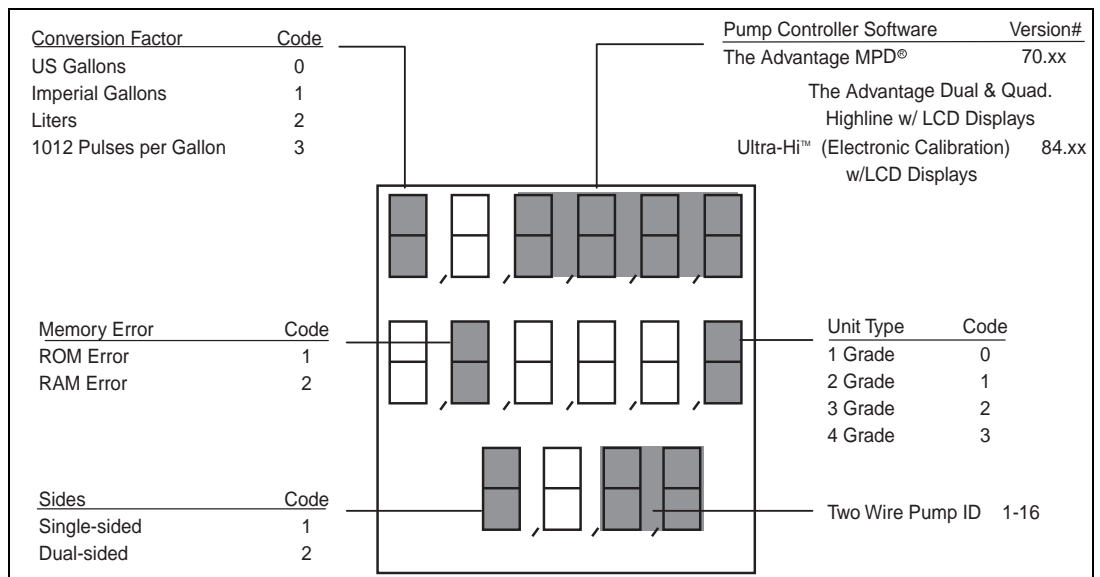 Conversion Factor Code
US Gallons 0
Imperial Gallons 1
Liters 2
1012 Pulses per Gallon 3
Pump Controller Software Version#
The Advantage MPD® 70.xx
The Advantage Dual & Quad.
Highline w/ LCD Displays
Ultra-Hi™ (Electronic Calibration) 84.xx
w/LCD Displays
Memory Error Code
ROM Error 1
RAM Error 2
Unit Type Code
1 Grade 0
2 Grade 1
3 Grade 2
4 Grade 3
Sides Code
Single-sided 1
Dual-sided 2
Two Wire Pump ID 1-16